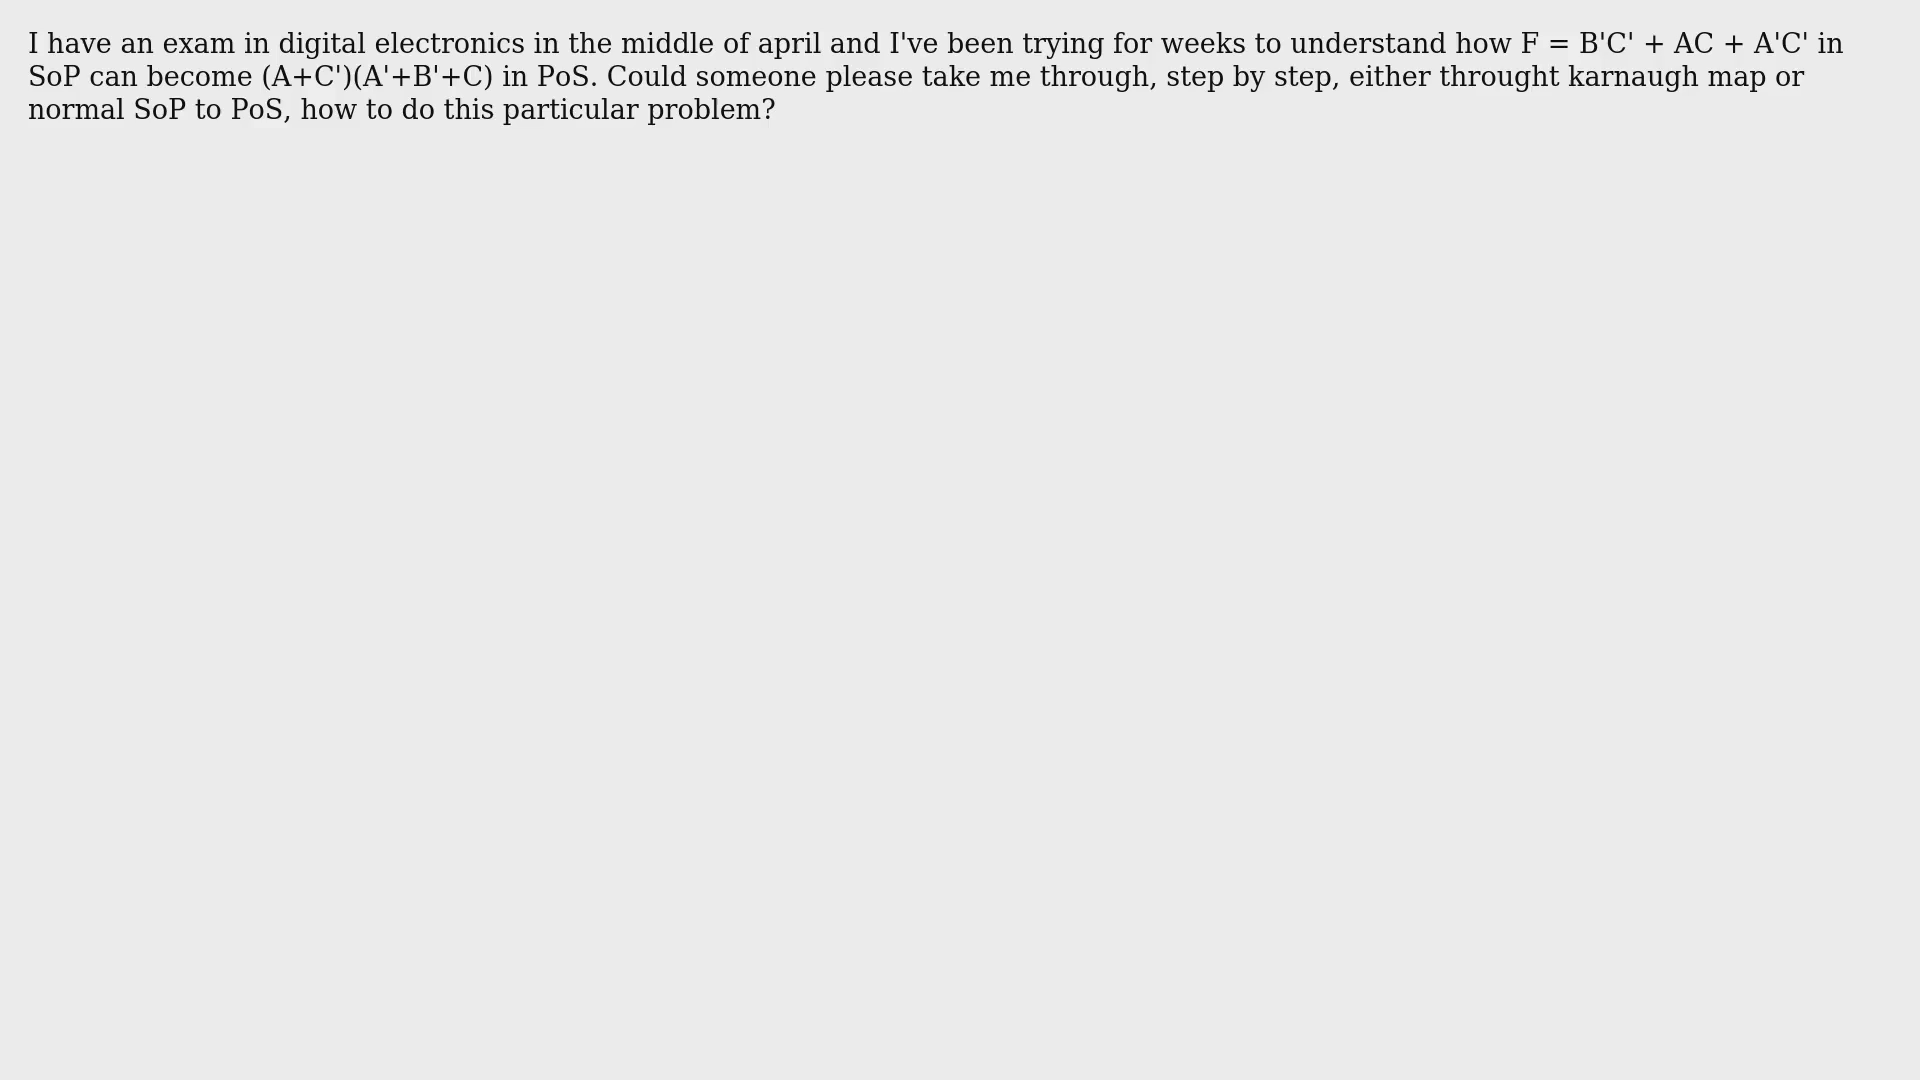 I have an exam in digital electronics in the middle of april and I've been trying for weeks to understand how F = B'C' + AC + A'C' in
SoP can become (A+C')(A'+B'+C) in PoS. Could someone please take me through, step by step, either throught karnaugh map or
normal SoP to PoS, how to do this particular problem?